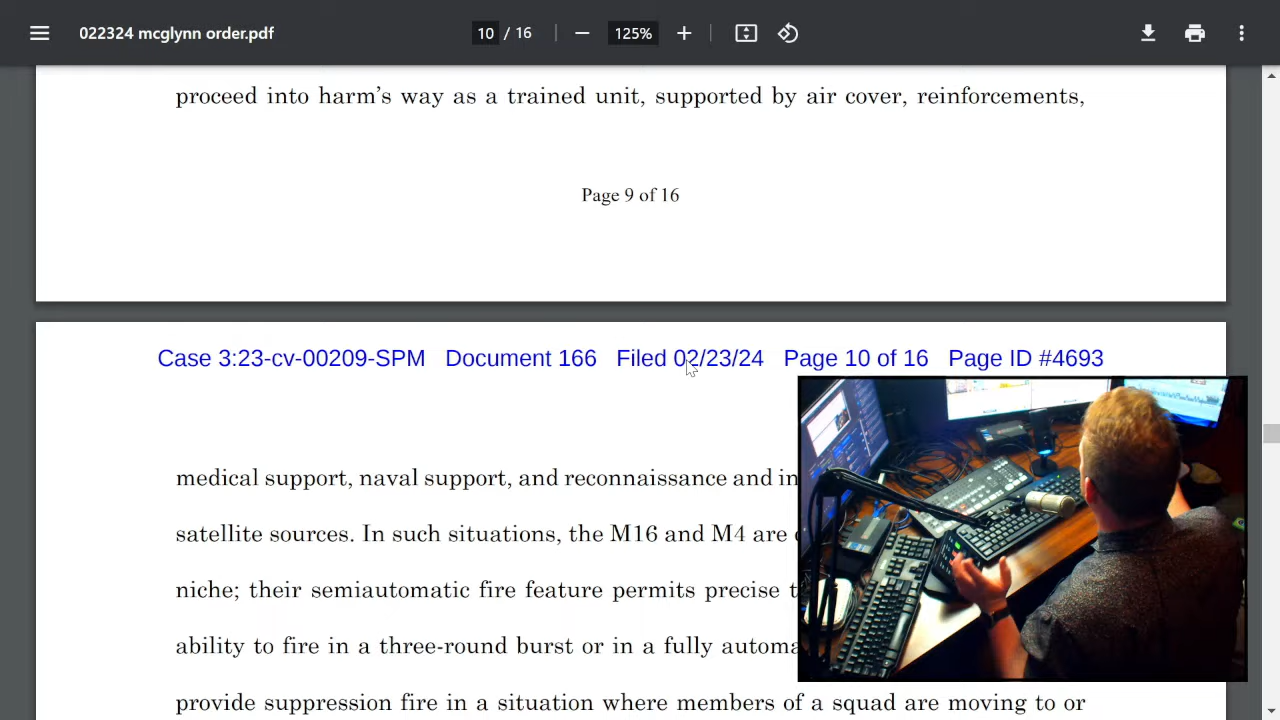 022324 mcglynn order.pdf
10 / 16
125%
proceed into harm's way as a trained unit, supported by air cover, reinforcements,
Page 9 of 16
Case 3:23-cv-00209-SPM Document 166 Filed 02/23/24 Page 10 of 16 Page ID #4693
medical support, naval support, and reconnaissance and in
satellite sources. In such situations, the M16 and M4 are
niche; their semiautomatic fire feature permits precise
ability to fire in a three-round burst or in a fully
provide suppression fire in a situation where members of a squad are moving to or